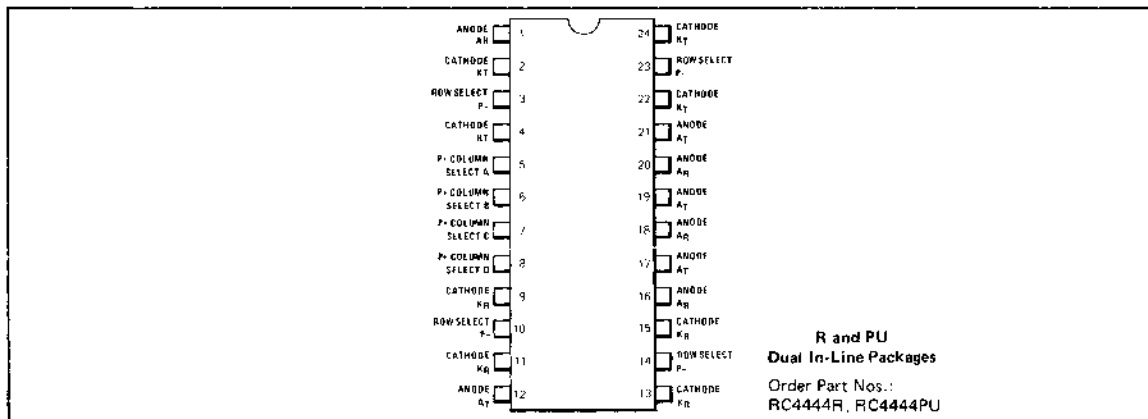 ANODE
AR
1
CATHODE
KT
2
ROW SELECT
P-
3
CATHODE
KT
4
P+ COLUMN
SELECT A
5
P+ COLUMN
SELECT B
6
P+ COLUMN
SELECT C
7
P+ COLUMN
SELECT D
8
CATHODE
KR
9
ROW SELECT
P-
10
CATHODE
KR
11
ANODE
AT
12
24
CATHODE
KT
23
ROW SELECT
P-
22
CATHODE
KT
21
ANODE
AT
20
ANODE
AR
19
ANODE
AT
18
ANODE
AR
17
ANODE
AT
16
ANODE
AR
15
CATHODE
KR
14
ROW SELECT
P-
13
CATHODE
KR
R and PU
Dual In-Line Packages
Order Part Nos.:
RC4444R, RC4444PU